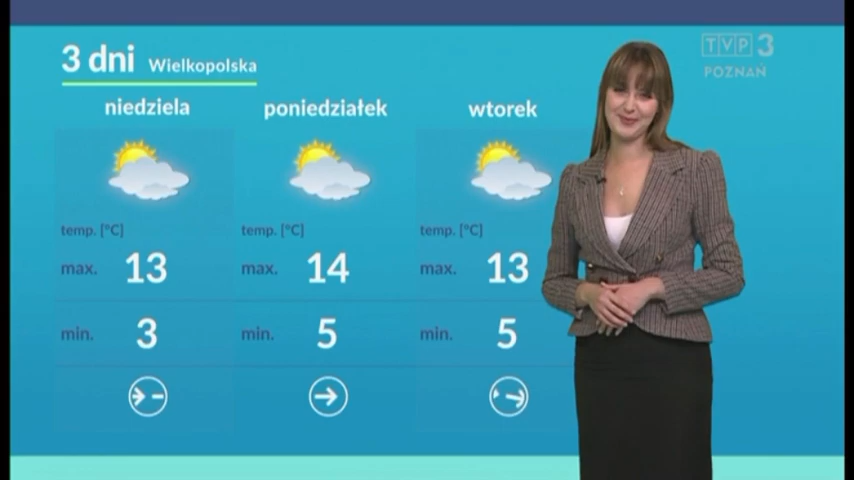 3 dni Wielkopolska
TVP 3
POZNAŃ
niedziela poniedziałek wtorek
temp. [°C] temp. [°C] temp. [°C]
max. 13 max. 14 max. 13
min. 3 min. 5 min. 5